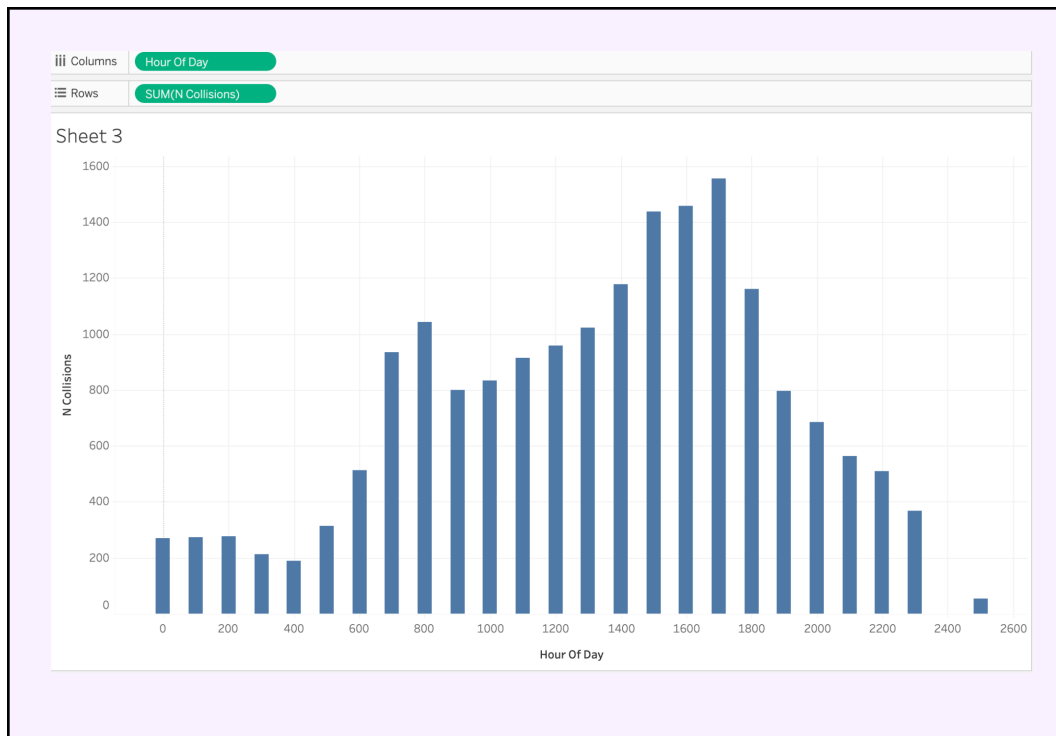 Columns
Hour Of Day
Rows
SUM(N Collisions)
Sheet 3
1600
1400
1200
1000
800
600
400
200
0
N Collisions
0 200 400 600 800 1000 1200 1400 1600 1800 2000 2200 2400 2600
Hour Of Day